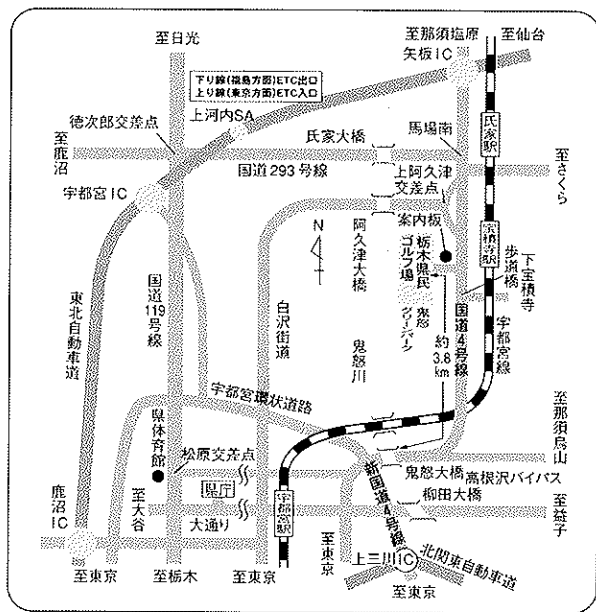 至日光
至那須塩原
至仙台
矢板IC
下り線(福島方面)ETC出口
上り線(東京方面)ETC入口
上河内SA
徳次郎交差点
至鹿沼
氏家大橋
馬場南
氏家駅
国道293号線
上阿久津
交差点
至さくら
宇都宮IC
N
阿久津大橋
案内板
栃木県民
ゴルフ場
鬼怒
グリーンパーク
宝積寺駅
下宝積寺
歩道橋
東北自動車道
国道119号線
白沢街道
鬼怒川
約3.8km
国道4号線
宇都宮線
宇都宮環状道路
県体育館
松原交差点
至那須烏山
県庁
鬼怒大橋
高根沢バイパス
柳田大橋
新国道4号線
鹿沼IC
至大谷
大通り
宇都宮駅
至益子
至東京
上三川IC
北関東自動車道
至東京
至栃木
至東京
至東京